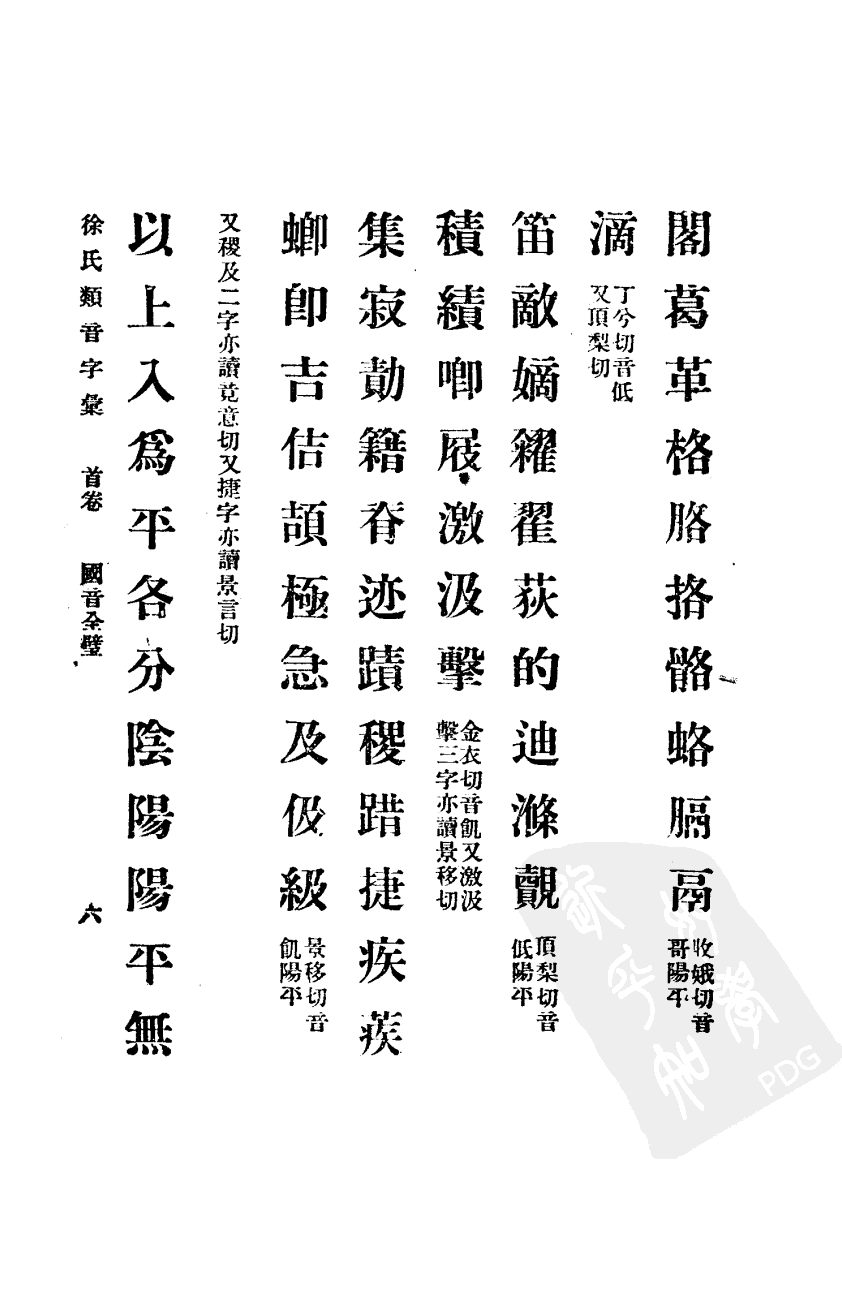 閣葛革格胳挌骼蛒膈鬲 收娥切音哥陽平
滴 丁兮切音低又頂梨切
笛敵嫡糴翟荻的迪滌覿 頂梨切音低陽平
積績喞屐激汲擊 金衣切音飢又激汲擊三字亦讀景移切
集寂勣籍脊迹蹟稷踖捷疾蒺
蝍卽吉佶頡極急及伋級 景移切音飢陽平
又稷及二字亦讀竟意切又捷字亦讀景言切
以上入爲平各分陰陽陽平無
徐氏類音字彙 首卷 國音全璧 六
PDG